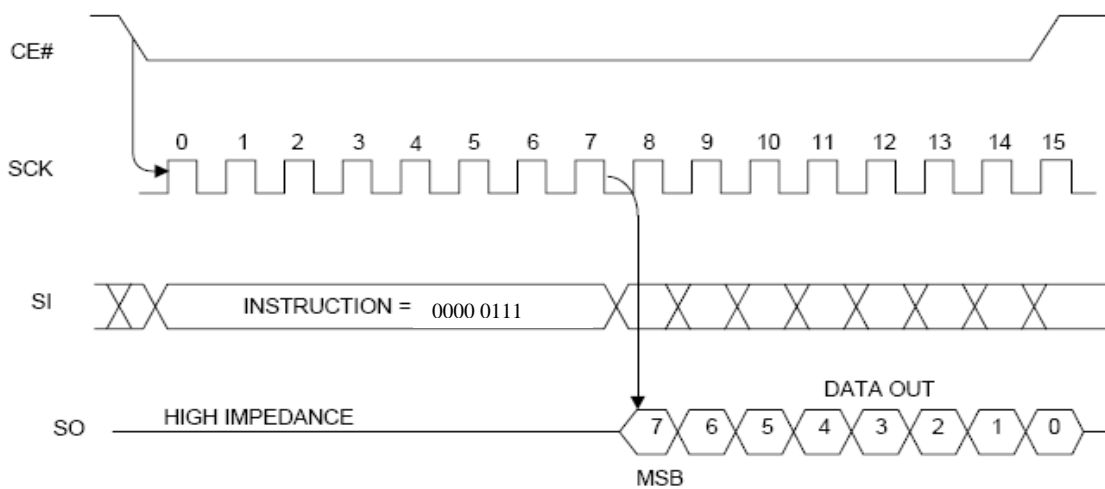 CE#
0 1 2 3 4 5 6 7 8 9 10 11 12 13 14 15
SCK
SI INSTRUCTION = 0000 0111
DATA OUT
HIGH IMPEDANCE
SO 7 6 5 4 3 2 1 0
MSB